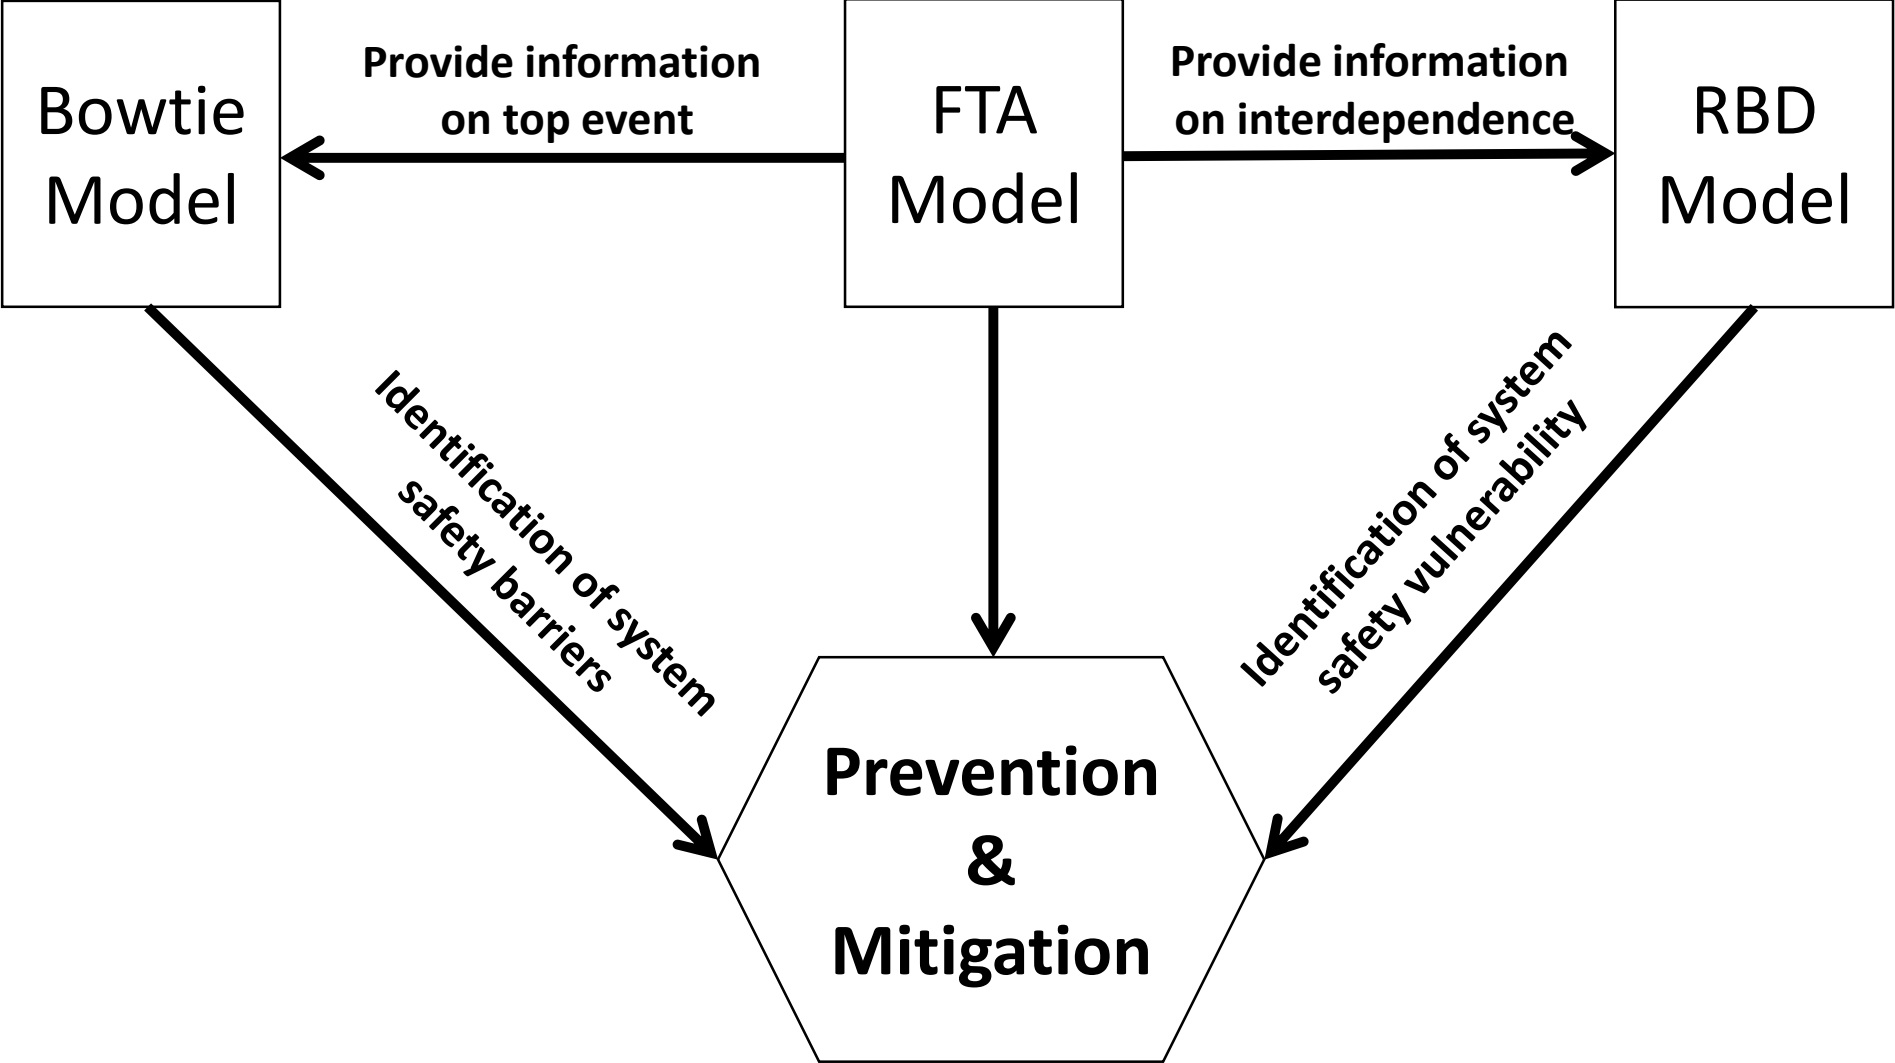 Bowtie
Model
Provide information
on top event
FTA
Model
Provide information
on interdependence
RBD
Model
Identification of system
safety barriers
Identification of system
safety vulnerability
Prevention
&
Mitigation